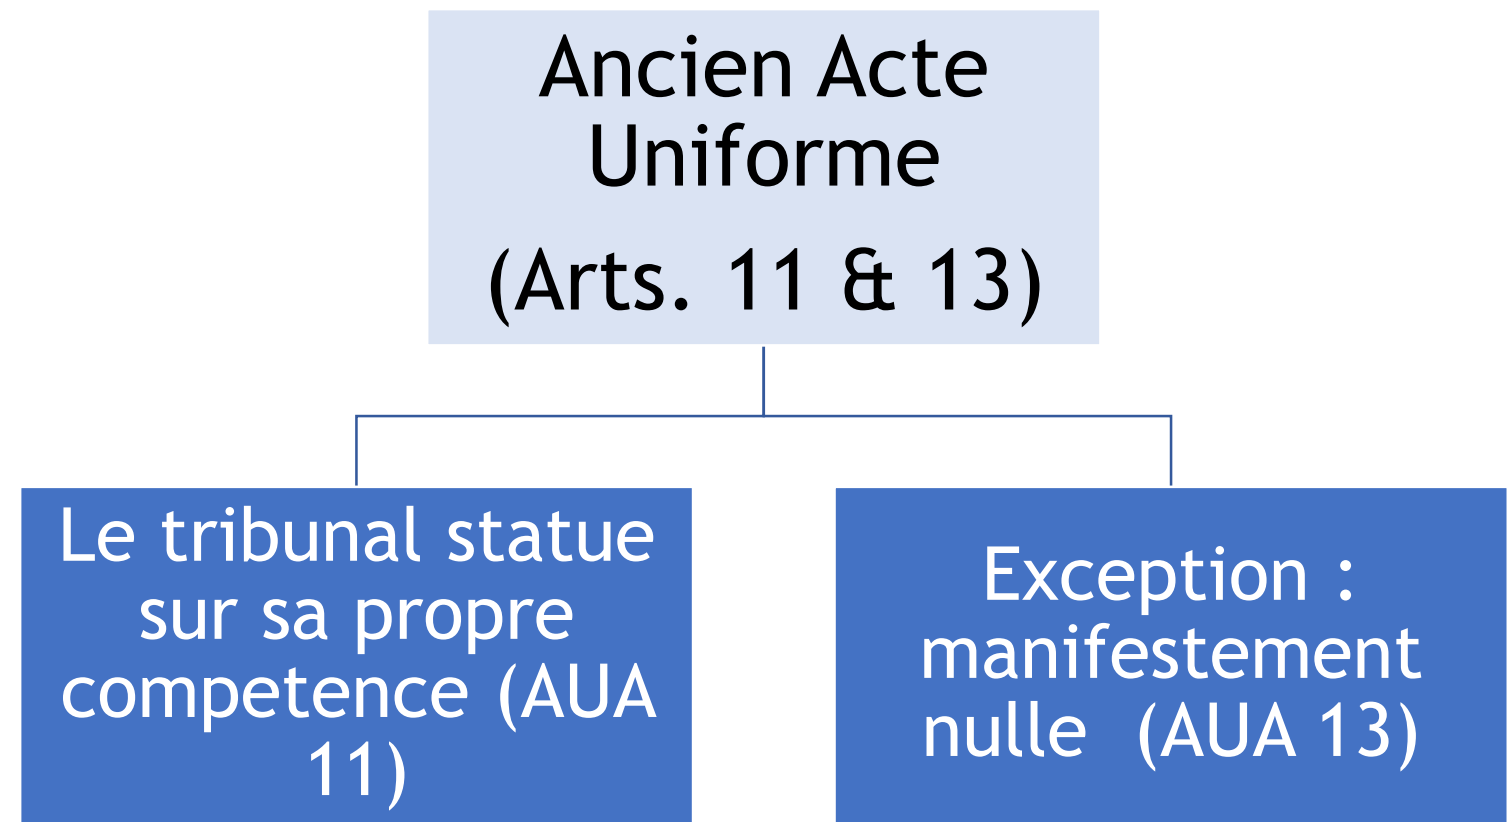 Ancien Acte
Uniforme
(Arts. 11 & 13)
Le tribunal statue
sur sa propre
competence (AUA
11)
Exception :
manifestement
nulle  (AUA 13)